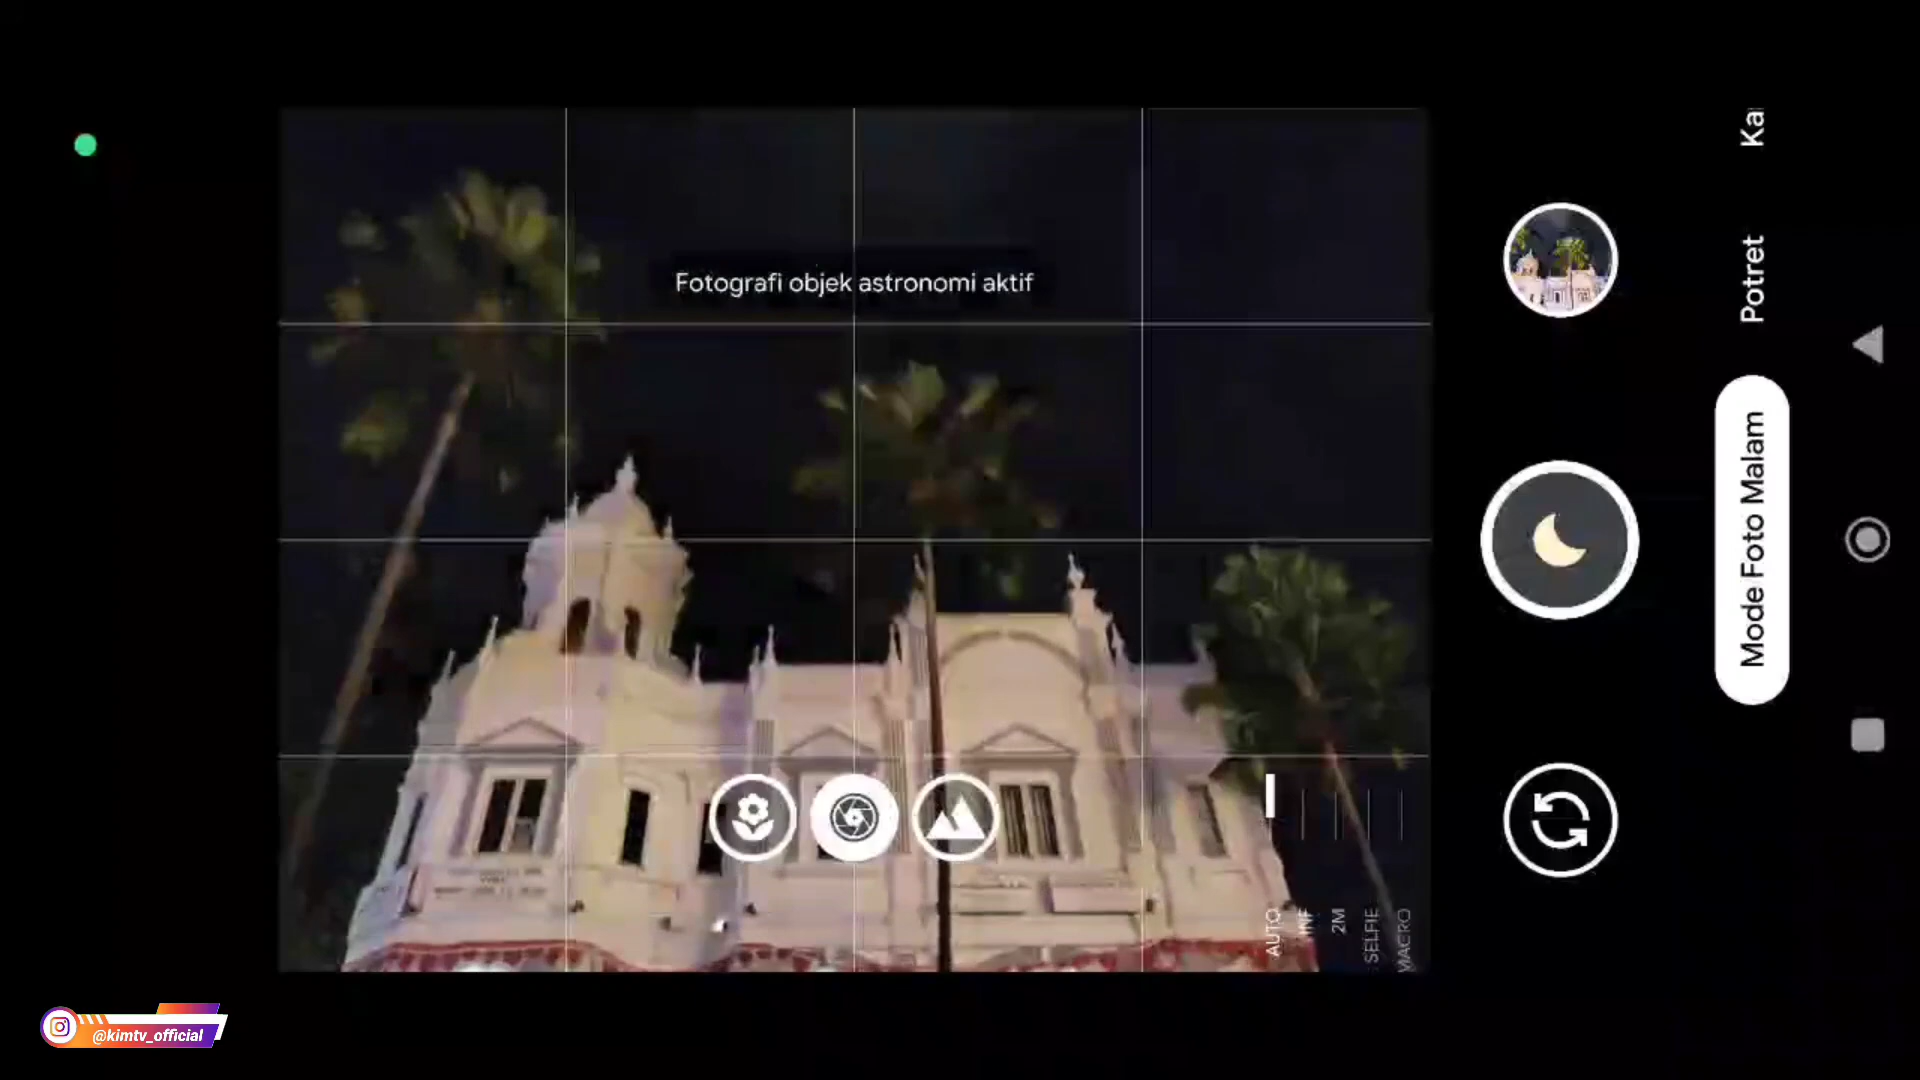 Fotografi objek astronomi aktif
Ka
Potret
Mode Foto Malam
AUTO
INF
2M
SELFIE
MACRO
@kimtv_official